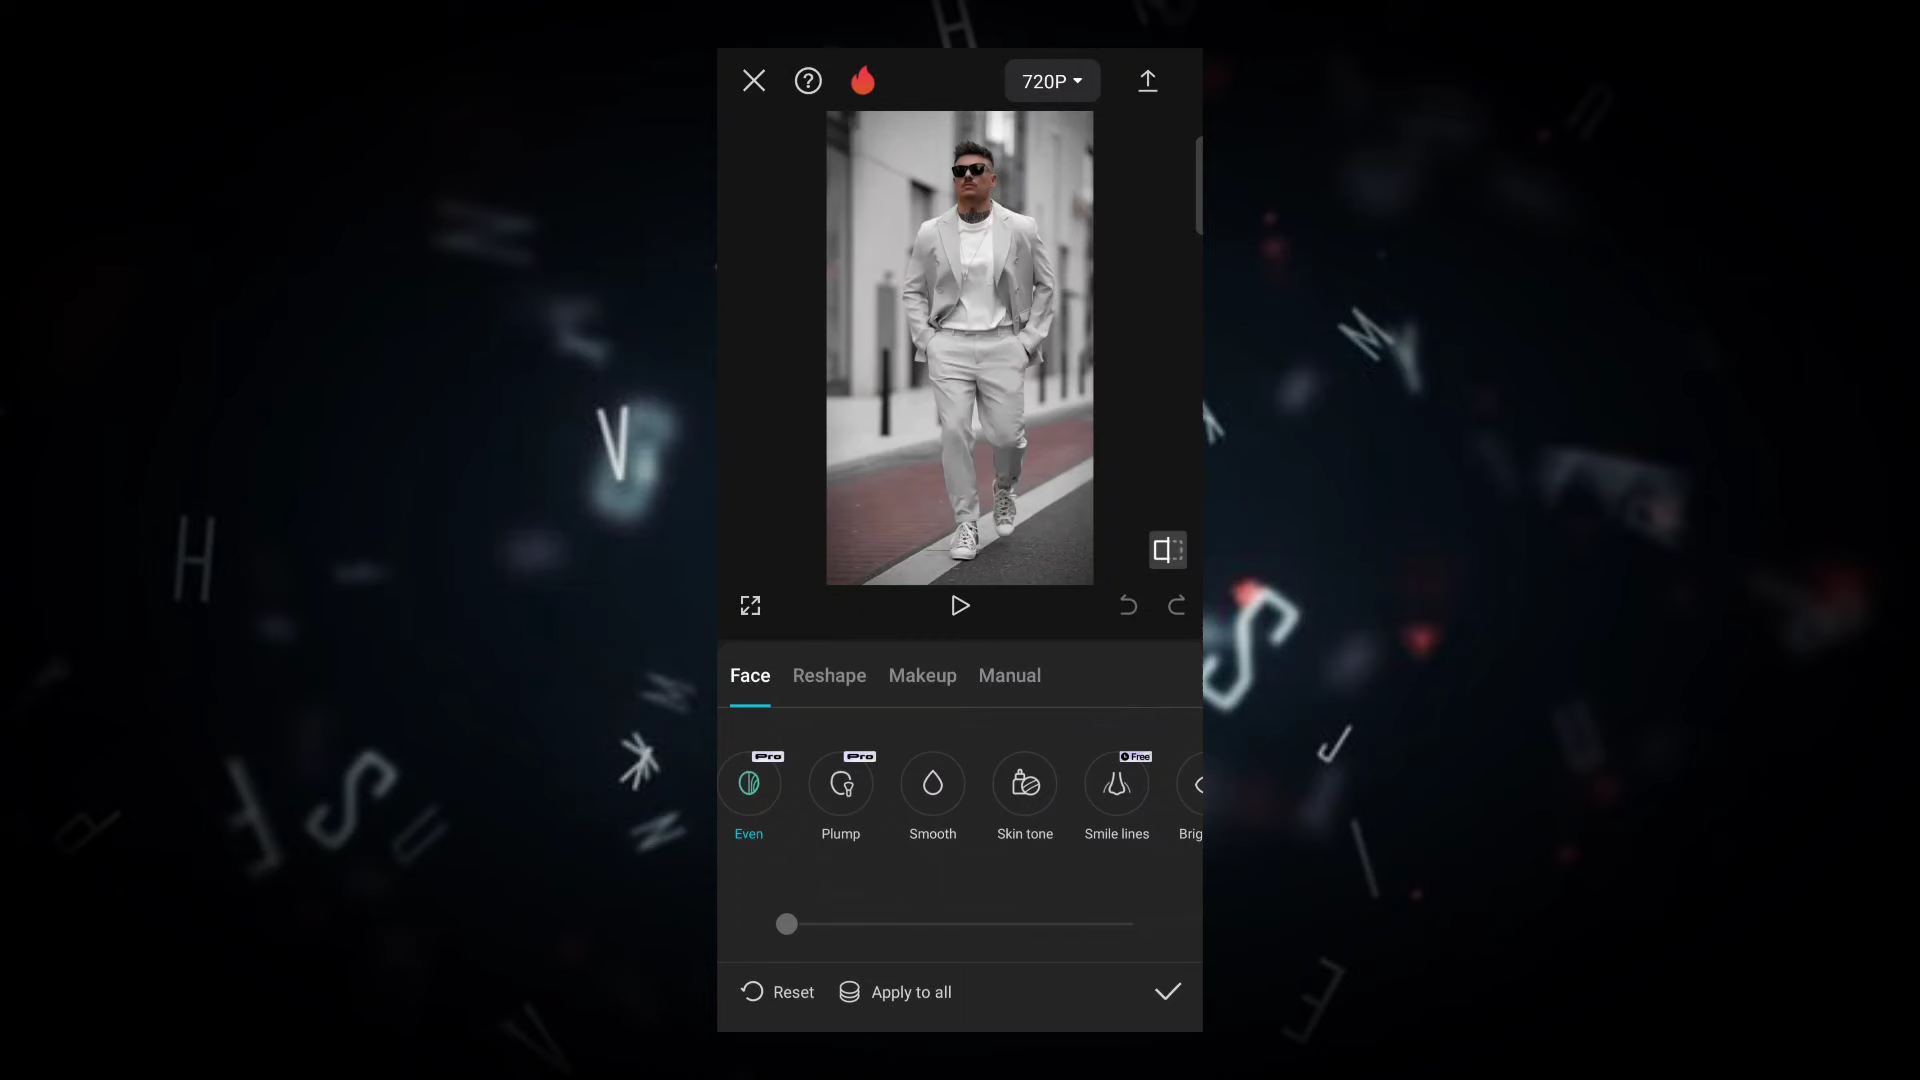 720P
Face Reshape Makeup Manual
Pro Pro Free
Even Plump Smooth Skin tone Smile lines Brig
Reset Apply to all